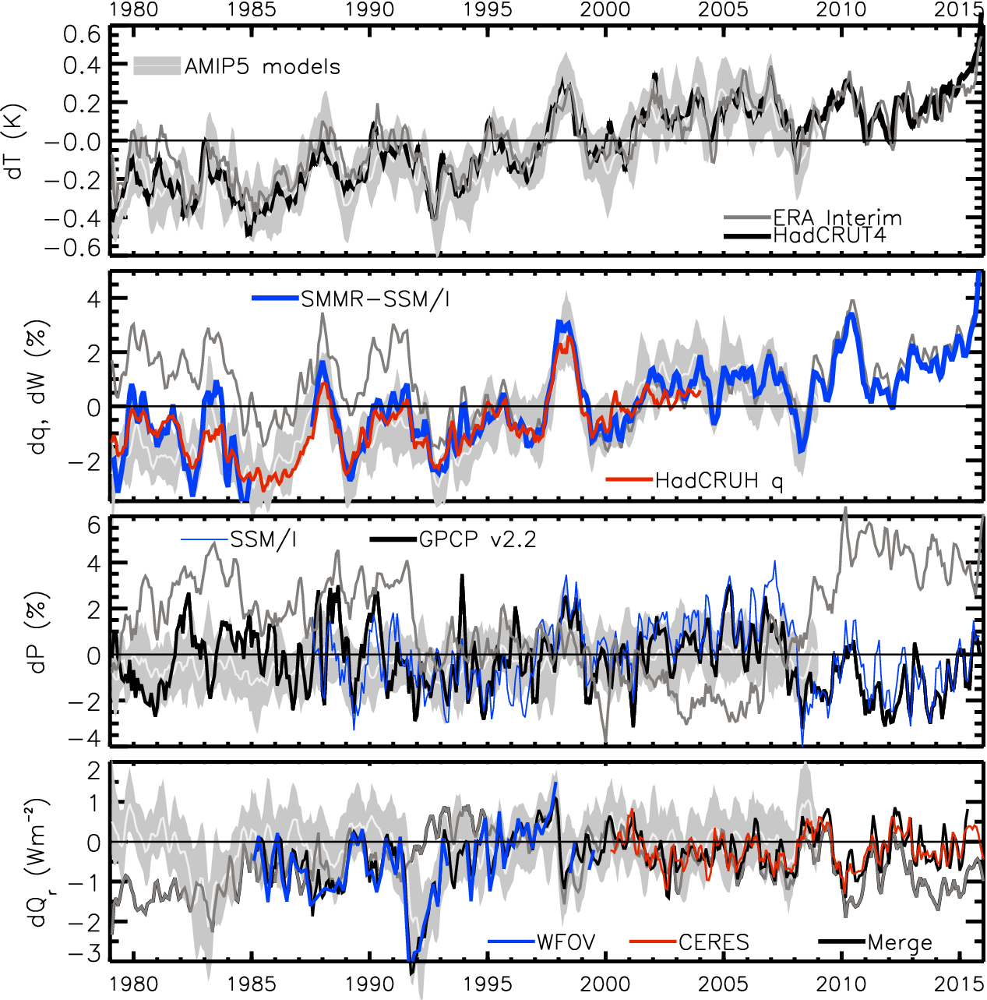 1980 1985 1990 1995 2000 2005 2010 2015
0.6
0.4
0.2
−0.0
−0.2
−0.4
−0.6
dT (K)
AMIP5 models
ERA Interim
HadCRUT4
4
2
0
−2
dq, dW (%)
SMMR−SSM/I
HadCRUH q
6
4
2
0
−2
−4
dP (%)
SSM/I
GPCP v2.2
2
1
0
−1
−2
−3
dQr (Wm⁻²)
WFOV
CERES
Merge
1980 1985 1990 1995 2000 2005 2010 2015